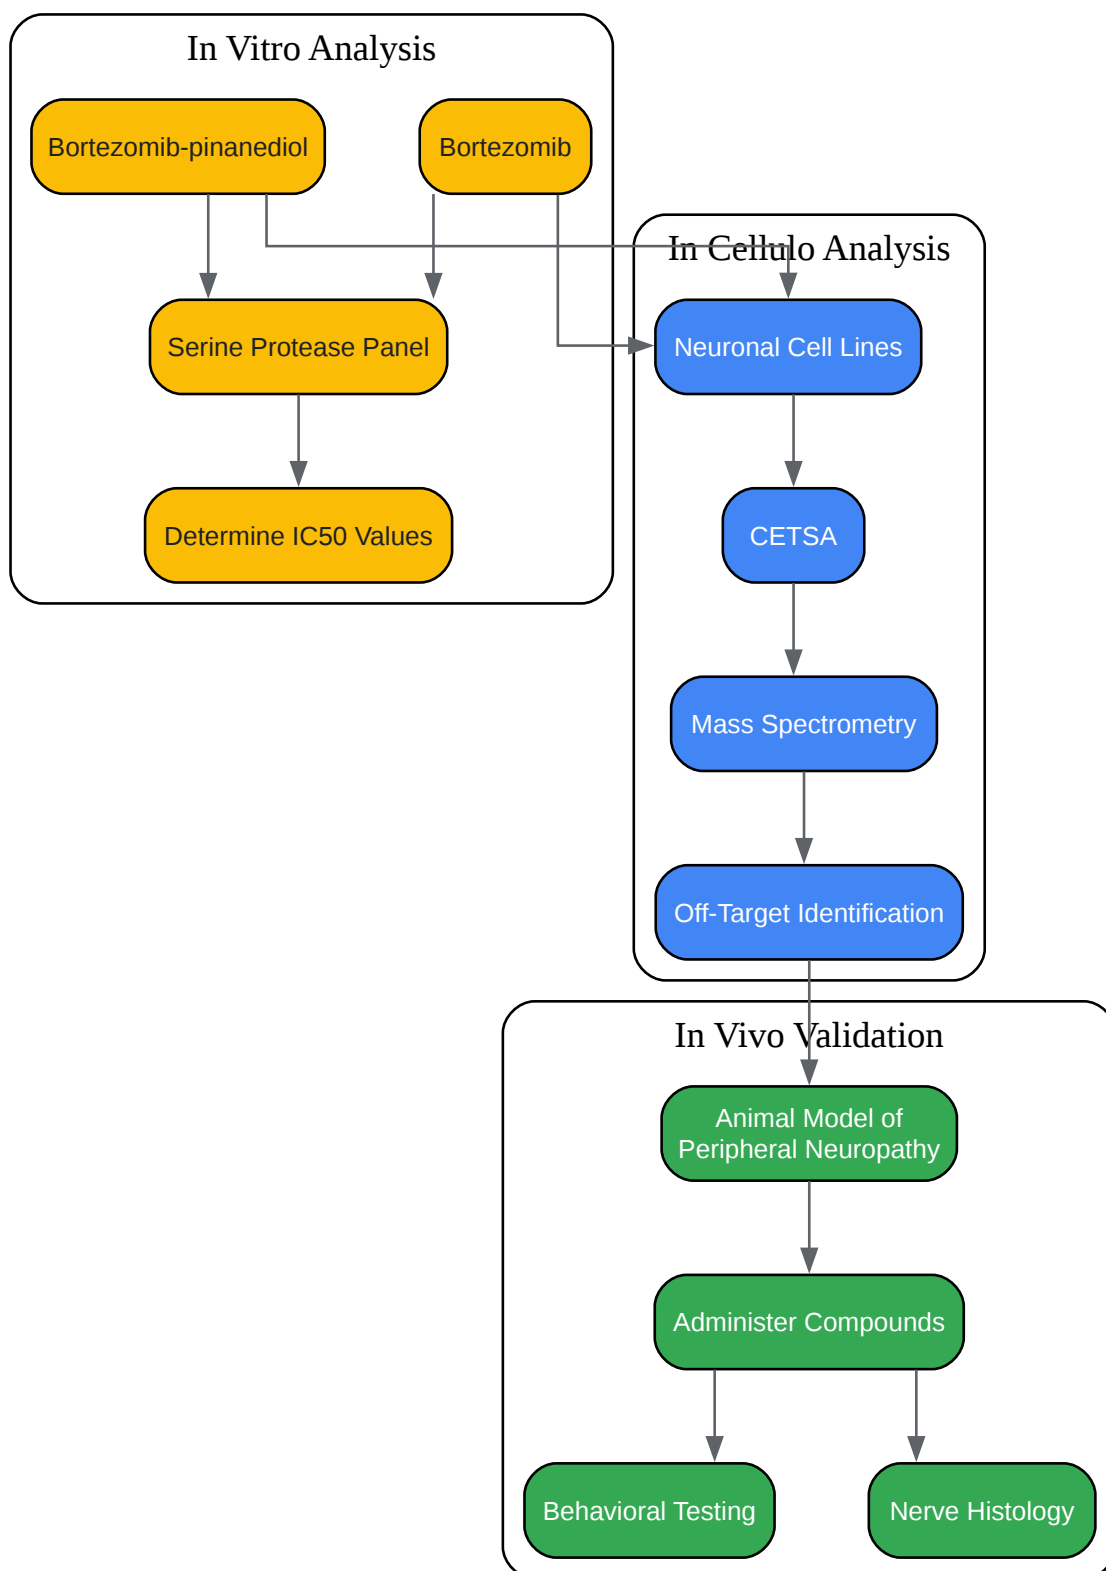 In Vitro Analysis
Bortezomib-pinanediol
Bortezomib
Serine Protease Panel
Determine IC50 Values
In Cellulo Analysis
Neuronal Cell Lines
CETSA
Mass Spectrometry
Off-Target Identification
In Vivo Validation
Animal Model of
Peripheral Neuropathy
Administer Compounds
Behavioral Testing
Nerve Histology